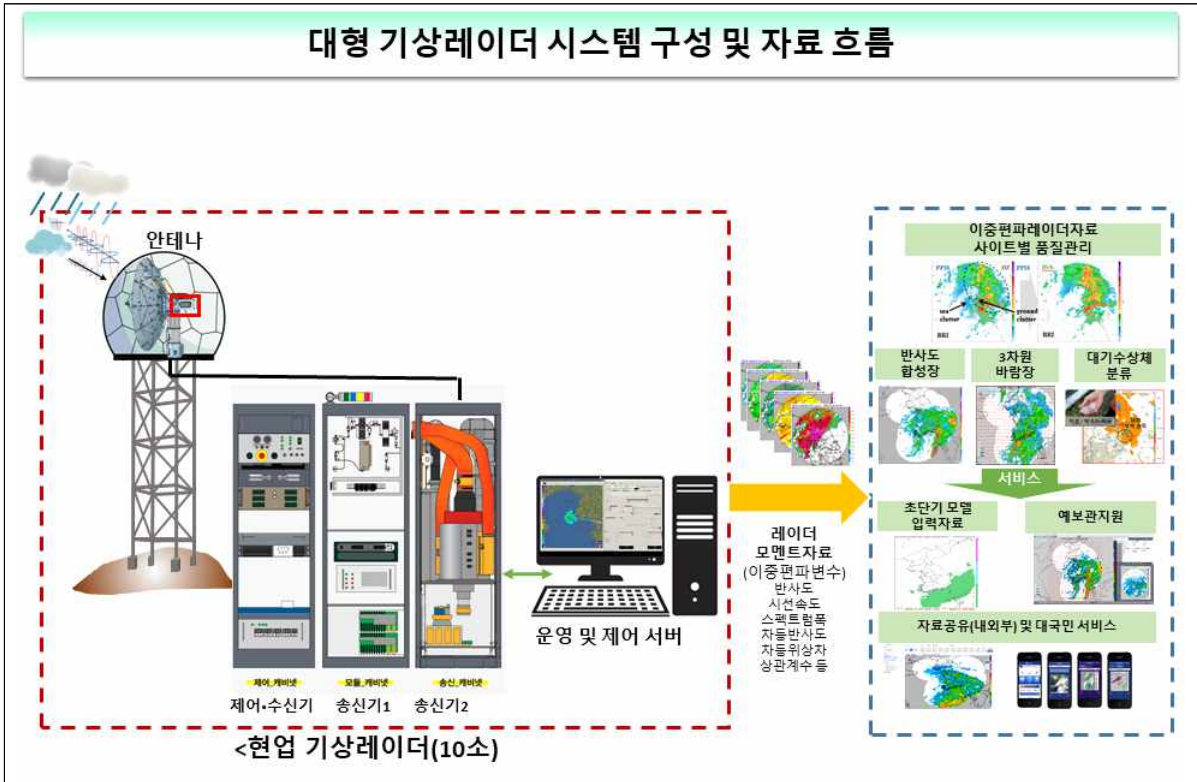 대형 기상레이더 시스템 구성 및 자료 흐름
안테나
제어_캐비넷
모듈_캐비넷
송신_캐비넷
제어•수신기
송신기1
송신기2
운영 및 제어 서버
<현업 기상레이더(10소)
레이더
모멘트자료
(이중편파변수)
반사도
시선속도
스펙트럼폭
차등반사도
차등위상차
상관계수 등
이중편파레이더자료
사이트별 품질관리
sea
clutter
ground
clutter
반사도
합성장
3차원
바람장
대기수상체
분류
서비스
초단기 모델
입력자료
예보관지원
자료공유(내외부) 및 대국민 서비스